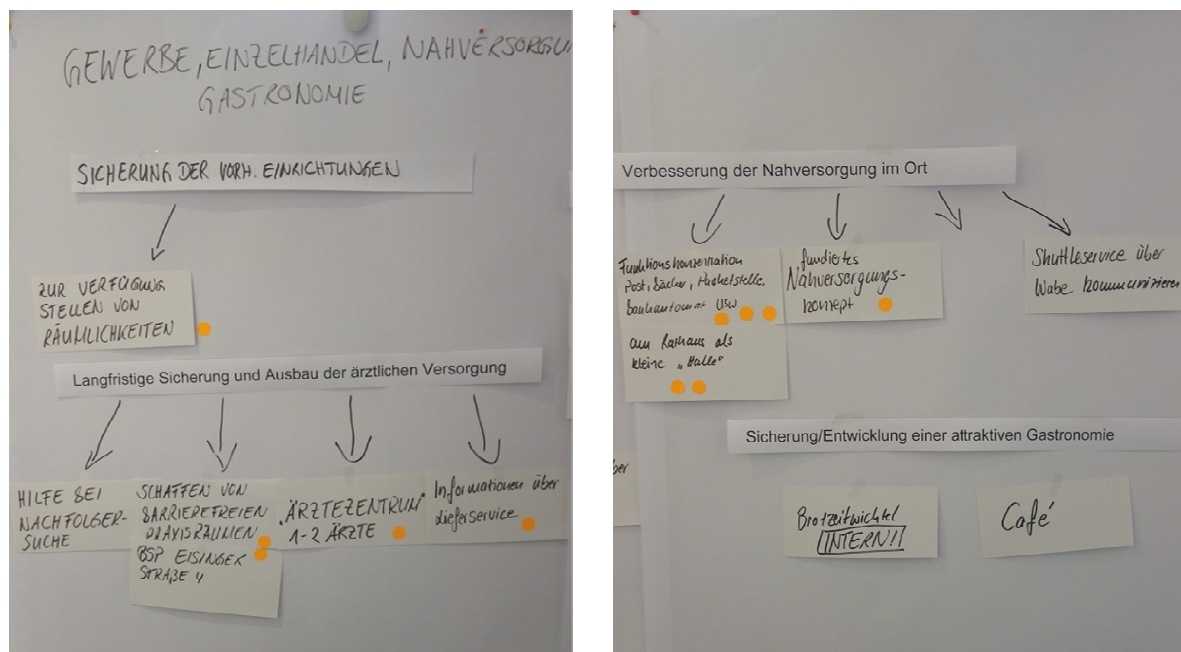 GEWERBE, EINZELHANDEL, NAHVERSORGU
GASTRONOMIE
SICHERUNG DER VORH. EINRICHTUNGEN
ZUR VERFÜGUNG
STELLEN VON
RÄUMLICHKEITEN
Langfristige Sicherung und Ausbau der ärztlichen Versorgung
HILFE BEI
NACHFOLGER-
SUCHE
SCHAFFEN VON
BARRIEREFREIEN
PRAXISRÄUMEN
BSP EISINGER
STRAßE 4
"ÄRZTEZENTRUM"
1-2 ÄRZTE
Informationen über
Lieferservice
Verbesserung der Nahversorgung im Ort
Funktionskonzentration
Post, Bäcker, Paketstelle,
Bankautomat usw
am Rathaus als
kleine "Halle"
fundiertes
Nahversorgungs-
konzept
Shuttleservice über
Wabe kommunizieren
Sicherung/Entwicklung einer attraktiven Gastronomie
ber
Brotzeitwichtel
INTERN!!
Café